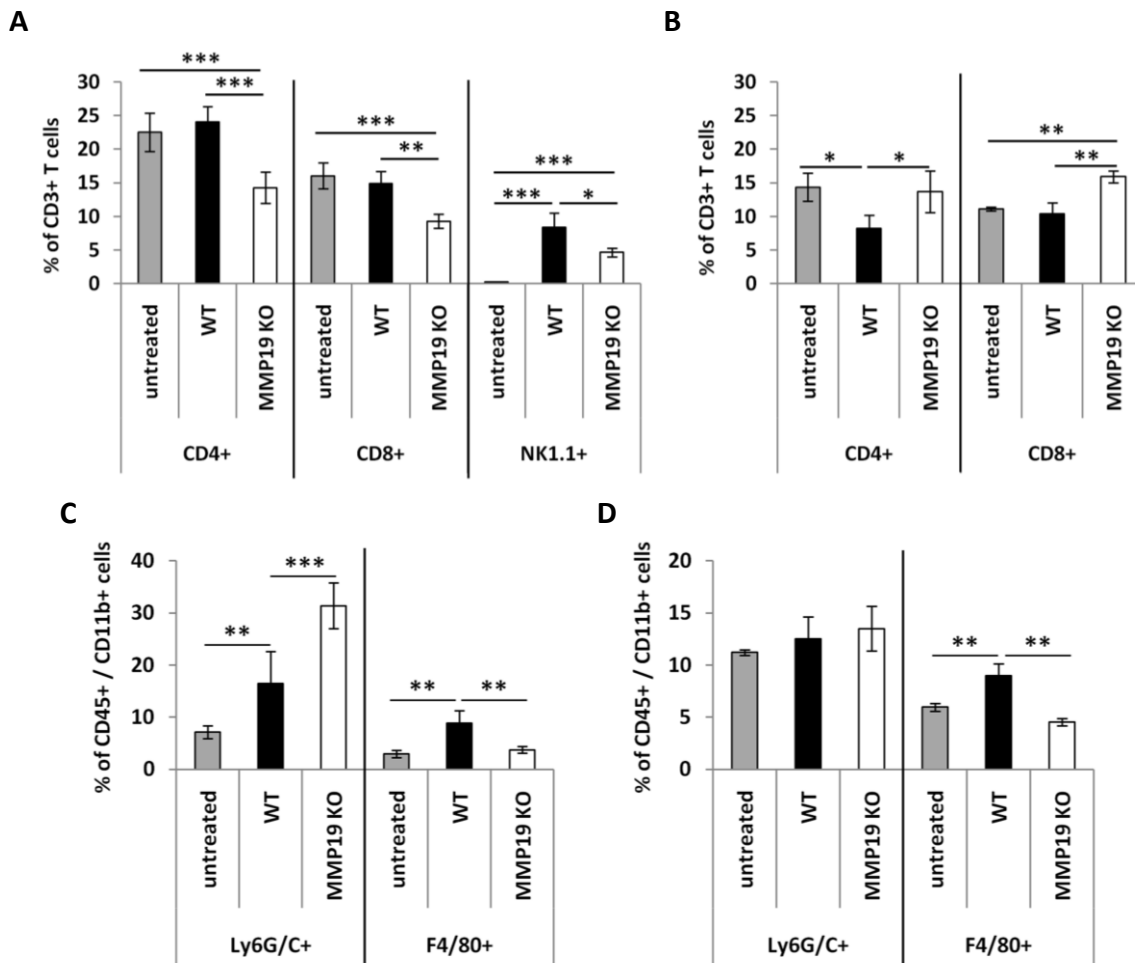 A
% of CD3+ T cells
30
25
20
15
10
5
0
***
***
***
**
***
***
*
untreated
WT
MMP19 KO
untreated
WT
MMP19 KO
untreated
WT
MMP19 KO
CD4+
CD8+
NK1.1+
B
% of CD3+ T cells
30
25
20
15
10
5
0
*
*
**
**
untreated
WT
MMP19 KO
untreated
WT
MMP19 KO
CD4+
CD8+
C
% of CD45+ / CD11b+ cells
40
30
20
10
0
***
**
**
**
untreated
WT
MMP19 KO
untreated
WT
MMP19 KO
Ly6G/C+
F4/80+
D
% of CD45+ / CD11b+ cells
20
15
10
5
0
**
**
untreated
WT
MMP19 KO
untreated
WT
MMP19 KO
Ly6G/C+
F4/80+